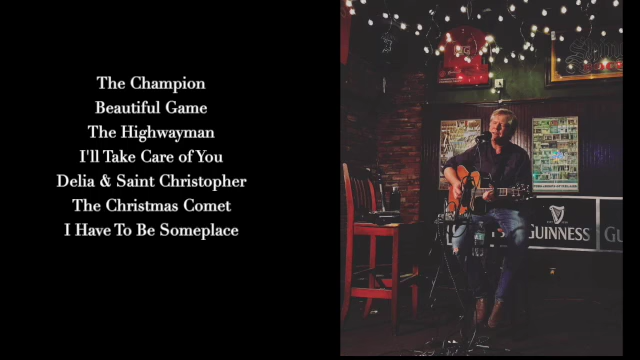 The Champion
Beautiful Game
The Highwayman
I'll Take Care of You
Delia & Saint Christopher
The Christmas Comet
I Have To Be Someplace
GUINNESS
GU